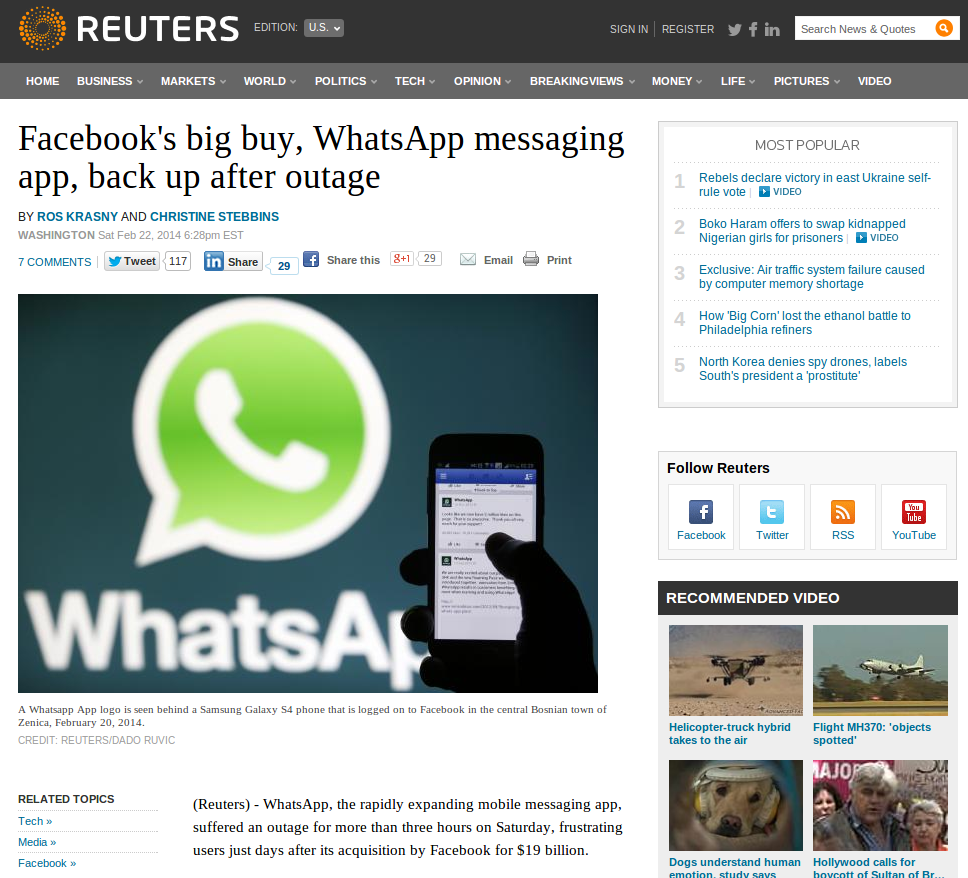 REUTERS
EDITION: U.S.
SIGN IN REGISTER
Search News & Quotes
HOME BUSINESS MARKETS WORLD POLITICS TECH OPINION BREAKINGVIEWS MONEY LIFE PICTURES VIDEO
Facebook's big buy, WhatsApp messaging
app, back up after outage
BY ROS KRASNY AND CHRISTINE STEBBINS
WASHINGTON Sat Feb 22, 2014 6:28pm EST
7 COMMENTS Tweet 117 in Share 29 Share this g+1 29 Email Print
WhatsAp
WhatsApp
WhatsApp
A Whatsapp App logo is seen behind a Samsung Galaxy S4 phone that is logged on to Facebook in the central Bosnian town of
Zenica, February 20, 2014.
CREDIT: REUTERS/DADO RUVIC
RELATED TOPICS
Tech »
Media »
Facebook »
(Reuters) - WhatsApp, the rapidly expanding mobile messaging app,
suffered an outage for more than three hours on Saturday, frustrating
users just days after its acquisition by Facebook for $19 billion.
MOST POPULAR
1 Rebels declare victory in east Ukraine self-
rule vote | VIDEO
2 Boko Haram offers to swap kidnapped
Nigerian girls for prisoners | VIDEO
3 Exclusive: Air traffic system failure caused
by computer memory shortage
4 How 'Big Corn' lost the ethanol battle to
Philadelphia refiners
5 North Korea denies spy drones, labels
South's president a 'prostitute'
Follow Reuters
You
Tube
Facebook Twitter RSS YouTube
RECOMMENDED VIDEO
Helicopter-truck hybrid
takes to the air
Flight MH370: 'objects
spotted'
MAJOR
Dogs understand human
emotion, study says
Hollywood calls for
boycott of Sultan of Br...